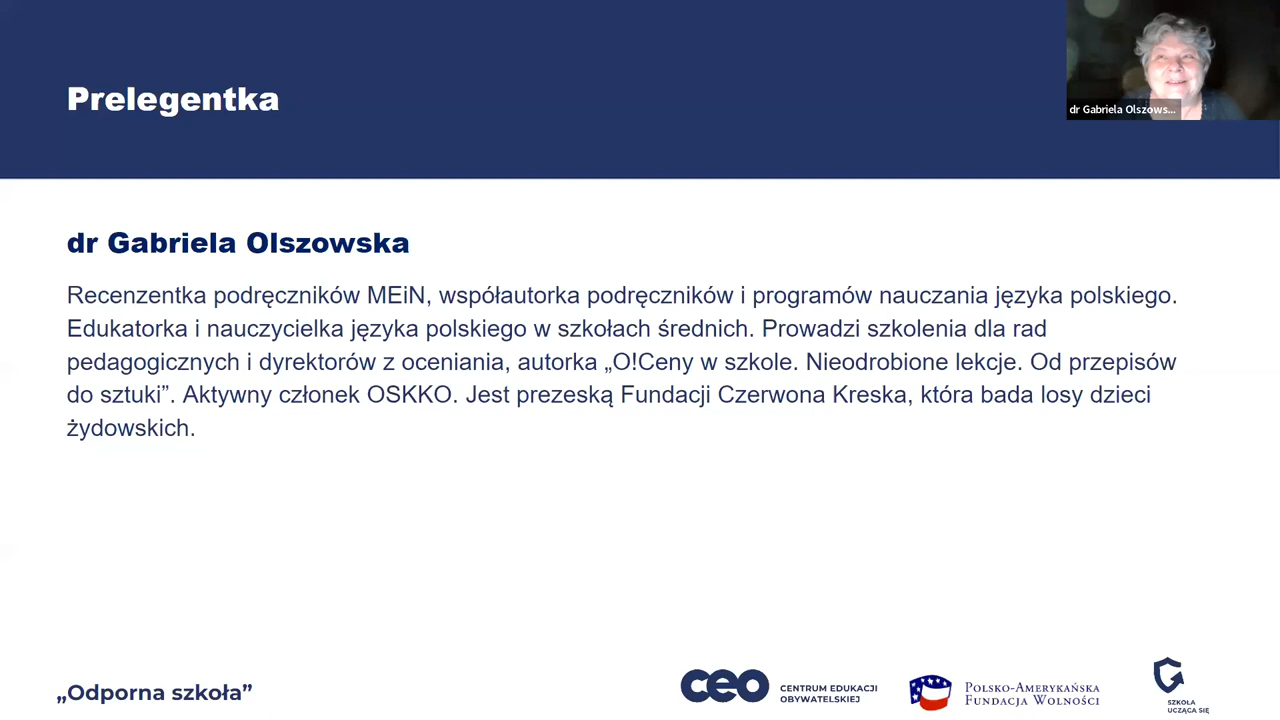 Prelegentka
dr Gabriela Olszows...
dr Gabriela Olszowska
Recenzentka podręczników MEiN, współautorka podręczników i programów nauczania języka polskiego.
Edukatorka i nauczycielka języka polskiego w szkołach średnich. Prowadzi szkolenia dla rad
pedagogicznych i dyrektorów z oceniania, autorka „O!Ceny w szkole. Nieodrobione lekcje. Od przepisów
do sztuki”. Aktywny członek OSKKO. Jest prezeską Fundacji Czerwona Kreska, która bada losy dzieci
żydowskich.
„Odporna szkoła”
ceo
CENTRUM EDUKACJI
OBYWATELSKIEJ
POLSKO-AMERYKAŃSKA
FUNDACJA WOLNOŚCI
SZKOŁA
UCZĄCA SIĘ